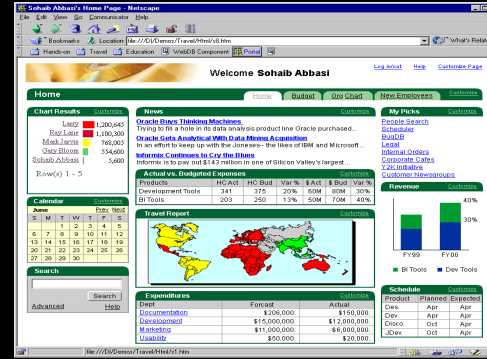 Sohaib Abbasi's Home Page - Netscape
File Edit View Go Communicator Help
Bookmarks Location: file:///D|/Demos/Travel/Html/s8.htm What's Related
Hands-on Travel Education WebDB Component Portal
Welcome Sohaib Abbasi
Log in/out Help Customize Page
Home
Home Budget Org Chart New Employees Customize
Chart Results Customize
Larry 1,200,645
Ray Lane 1,100,300
Mark Jarvis 768,005
Gary Bloom 554,600
Sohaib Abbasi 5,600
Row(s) 1 - 5
Calendar Customize
June Prev Next
S M T W T F S
1 2 3 4 5
6 7 8 9 10 11 12
13 14 15 16 17 18 19
20 21 22 23 24 25 26
27 28 29 30
Search
Search
Advanced Help
News Customize
Oracle Buys Thinking Machines
Trying to fill a hole in its data analysis product line Oracle purchased...
Oracle Gets Analytical With Data Mining Acquisition
In an effort to keep up with the Joneses-- the likes of IBM and Microsoft...
Informix Continues to Cry the Blues
Informix is to pay out $143 million in one of Silicon Valley's largest...
Actual vs. Budgeted Expenses Customize
Products HC Act HC Bud Var % $Act $ Bud Var %
Development Tools 341 375 20% 60M 80M 30%
BI Tools 203 250 13% 50M 70M 40%
Travel Report Customize
Expenditures Customize
Dept Forcast Actual
Documentation $206,000. $150,000.
Development $15,000,000. $12,000,000.
Marketing $11,000,000. $6,000,000.
Usability $50,000. $20,000.
My Picks Customize
People Search
Scheduler
BugDB
Legal
Internal Orders
Corporate Cafes
Y2K Initiative
Customer Newsgroups
Revenue Customize
40%
30%
FY99 FY00
BI Tools Dev Tools
Schedule Customize
Product Planned Expected
Des. Apr Apr
Dev. Apr Apr
Disco. Oct Apr
JDev. Oct Apr
file:///D|/Demos/Travel/Html/s1.htm